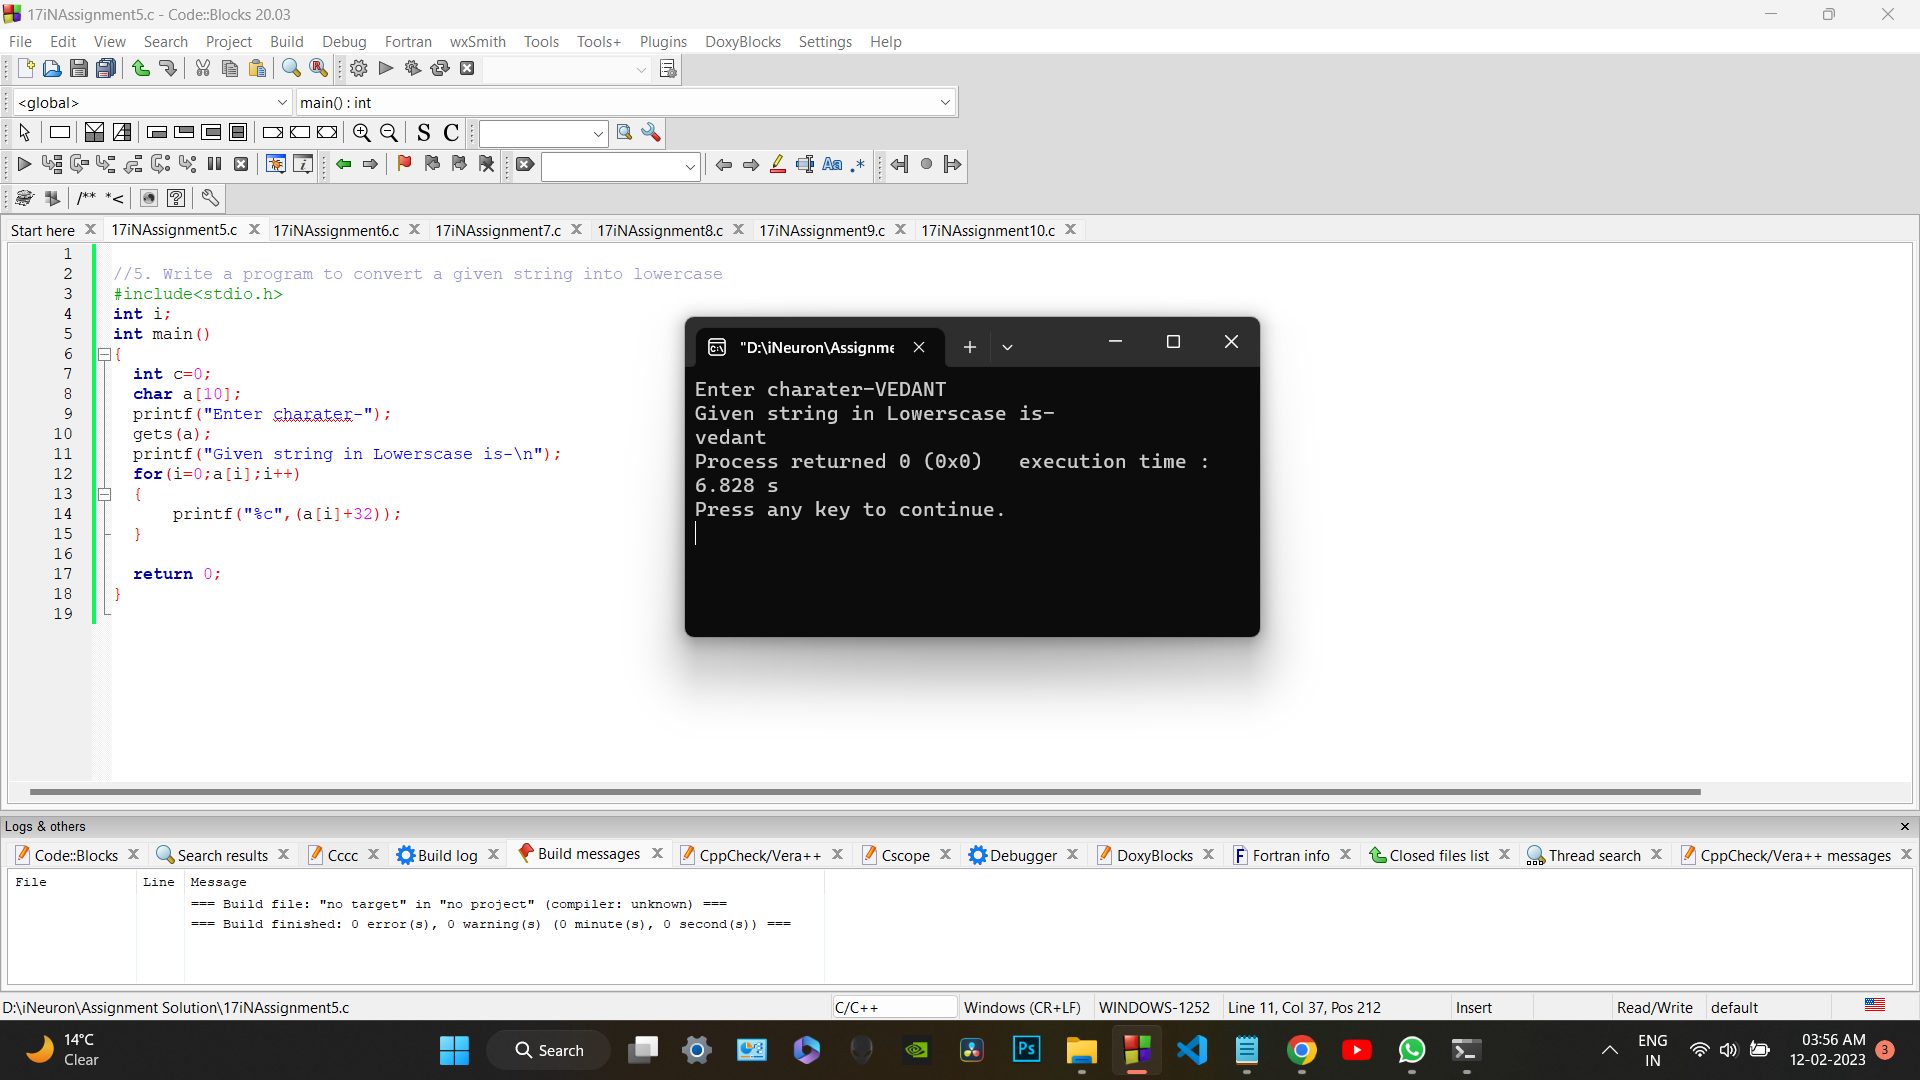 17iNAssignment5.c - Code::Blocks 20.03
File Edit View Search Project Build Debug Fortran wxSmith Tools Tools+ Plugins DoxyBlocks Settings Help
<global> main() : int
S C
Aa .*
/** *<
Start here 17iNAssignment5.c 17iNAssignment6.c 17iNAssignment7.c 17iNAssignment8.c 17iNAssignment9.c 17iNAssignment10.c
1
2 //5. Write a program to convert a given string into lowercase
3 #include<stdio.h>
4 int i;
5 int main()
6 {
7 int c=0;
8 char a[10];
9 printf("Enter charater-");
10 gets(a);
11 printf("Given string in Lowerscase is-\n");
12 for(i=0;a[i];i++)
13 {
14 printf("%c",(a[i]+32));
15 }
16
17 return 0;
18 }
19
"D:\iNeuron\Assignme
Enter charater-VEDANT
Given string in Lowerscase is-
vedant
Process returned 0 (0x0)   execution time :
6.828 s
Press any key to continue.
Logs & others
Code::Blocks Search results Cccc Build log Build messages CppCheck/Vera++ Cscope Debugger DoxyBlocks Fortran info Closed files list Thread search CppCheck/Vera++ messages
File Line Message
=== Build file: "no target" in "no project" (compiler: unknown) ===
=== Build finished: 0 error(s), 0 warning(s) (0 minute(s), 0 second(s)) ===
D:\iNeuron\Assignment Solution\17iNAssignment5.c C/C++ Windows (CR+LF) WINDOWS-1252 Line 11, Col 37, Pos 212 Insert Read/Write default
14°C
Clear
Search
Ps
ENG
IN
03:56 AM
12-02-2023
3